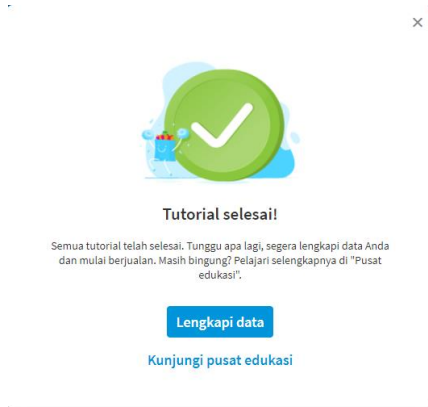 Tutorial selesai!
Semua tutorial telah selesai. Tunggu apa lagi, segera lengkapi data Anda
dan mulai berjualan. Masih bingung? Pelajari selengkapnya di "Pusat
edukasi".
Lengkapi data
Kunjungi pusat edukasi